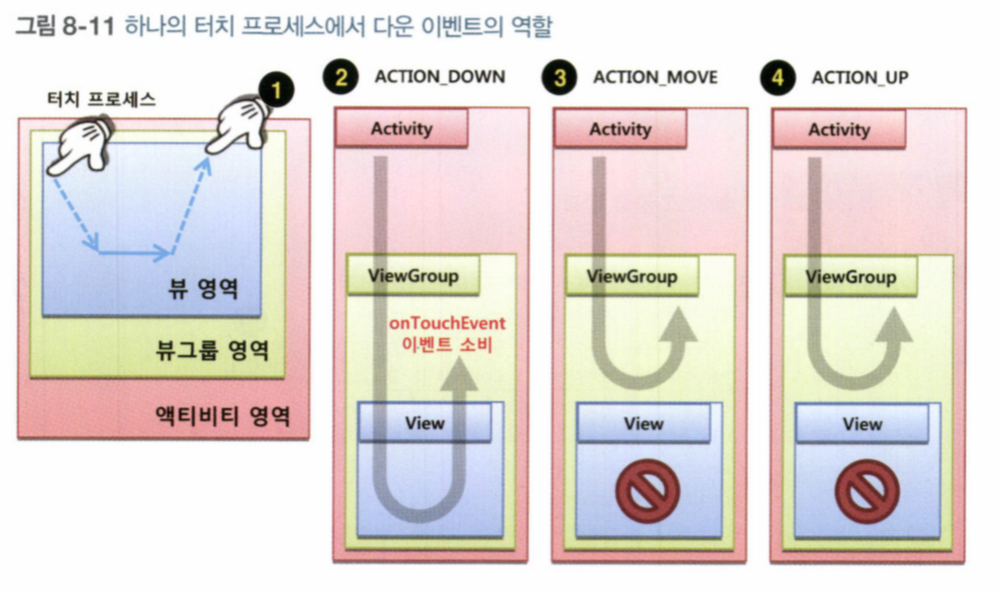 그림 8-11 하나의 터치 프로세스에서 다운 이벤트의 역할
터치 프로세스
1
뷰 영역
뷰그룹 영역
액티비티 영역
2 ACTION_DOWN
Activity
ViewGroup
onTouchEvent
이벤트 소비
View
3 ACTION_MOVE
Activity
ViewGroup
View
4 ACTION_UP
Activity
ViewGroup
View